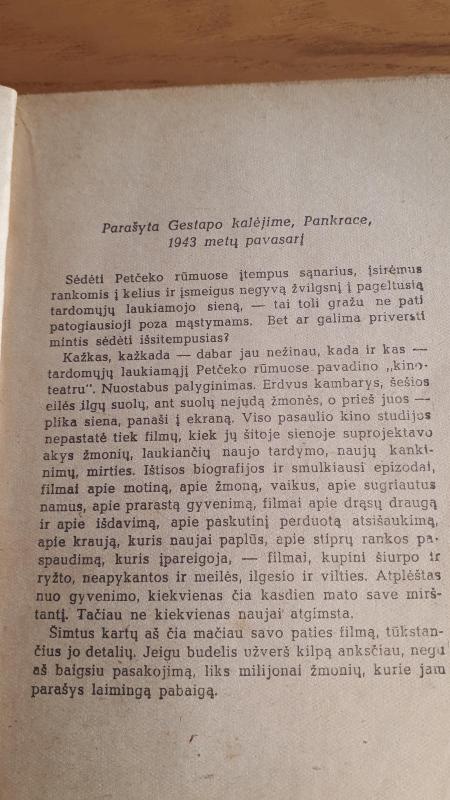 Parašyta Gestapo kalėjime, Pankrace,
1943 metų pavasarį
Sėdėti Petčeko rūmuose įtempus sąnarius, įsirėmus
rankomis į kelius ir įsmeigus negyvą žvilgsnį į pageltusią
tardomųjų laukiamojo sieną, — tai toli gražu ne pati
patogiausioji poza mąstymams. Bet ar galima priversti
mintis sėdėti išsitempusias?
Kažkas, kažkada — dabar jau nežinau, kada ir kas —
tardomųjų laukiamąjį Petčeko rūmuose pavadino „kino-
teatru". Nuostabus palyginimas. Erdvus kambarys, šešios
eilės ilgų suolų, ant suolų nejudą žmonės, o prieš juos —
plika siena, panaši į ekraną. Viso pasaulio kino studijos
nepastatė tiek filmų, kiek jų šitoje sienoje suprojektavo
akys žmonių, laukiančių naujo tardymo, naujų kanki-
nimų, mirties. Ištisos biografijos ir smulkiausi epizodai,
filmai apie motiną, apie žmoną, vaikus, apie sugriautus
namus, apie prarastą gyvenimą, filmai apie drąsų draugą
ir apie išdavimą, apie paskutinį perduotą atsišaukimą,
apie kraują, kuris naujai paplūs, apie stiprų rankos pa-
spaudimą, kuris įpareigoja, — filmai, kupini šiurpo ir
ryžto, neapykantos ir meilės, ilgesio ir vilties. Atplėštas
nuo gyvenimo, kiekvienas čia kasdien mato save mirš-
tantį. Tačiau ne kiekvienas naujai atgimsta.
Šimtus kartų aš čia mačiau savo paties filmą, tūkstan-
čius jo detalių. Jeigu budelis užverš kilpą anksčiau, negu
aš baigsiu pasakojimą, liks milijonai žmonių, kurie jam
parašys laimingą pabaigą.